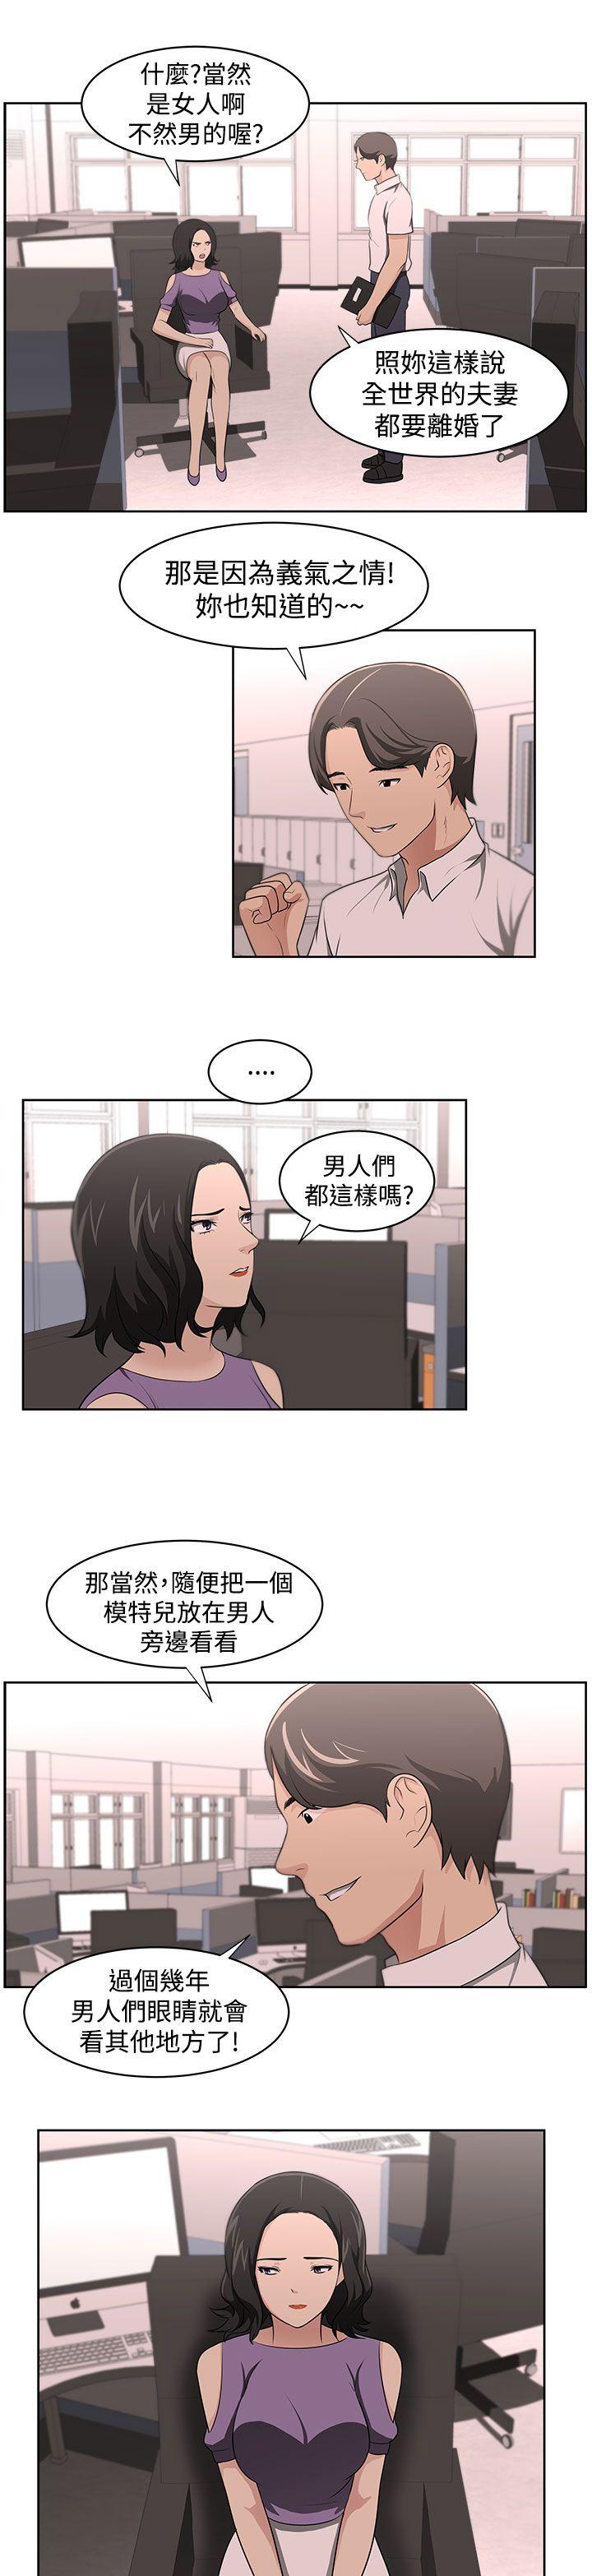 什麼?當然
是女人啊
不然男的喔?
照妳這樣說
全世界的夫妻
都要離婚了
那是因為義氣之情!
妳也知道的~~
....
男人們
都這樣嗎?
那當然，隨便把一個
模特兒放在男人
旁邊看看
過個幾年
男人們眼睛就會
看其他地方了!